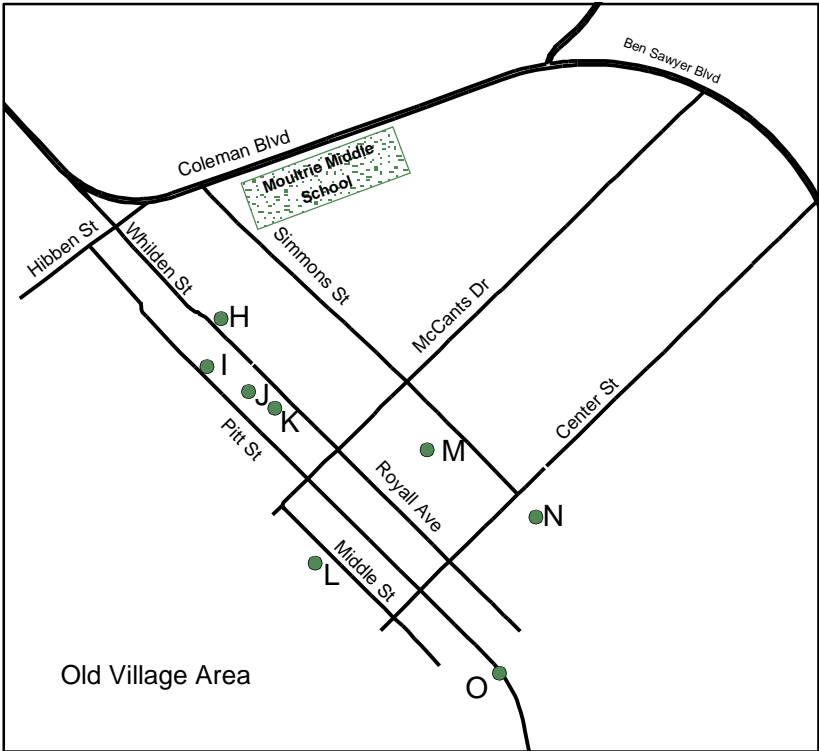 Ben Sawyer Blvd
Coleman Blvd
Moultrie Middle
School
Hibben St
Whilden St
Simmons St
McCants Dr
H
I
J
K
Pitt St
Center St
M
Royall Ave
N
Middle St
L
Old Village Area
O